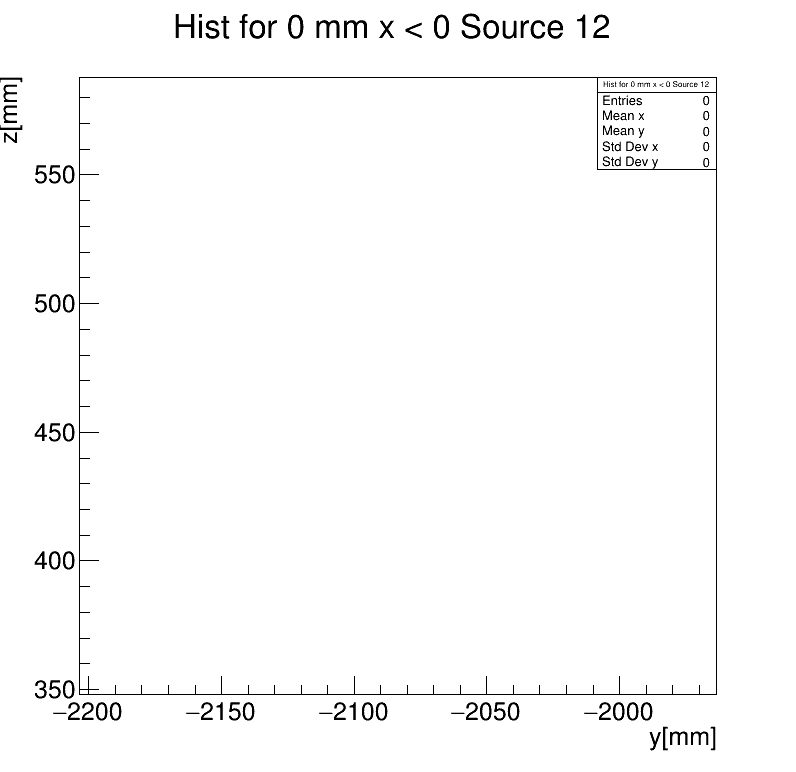 Hist for 0 mm x < 0 Source 12
z[mm]
Hist for 0 mm x < 0 Source 12
Entries 0
Mean x 0
Mean y 0
Std Dev x 0
Std Dev y 0
550
500
450
400
350
−2200 −2150 −2100 −2050 −2000
y[mm]